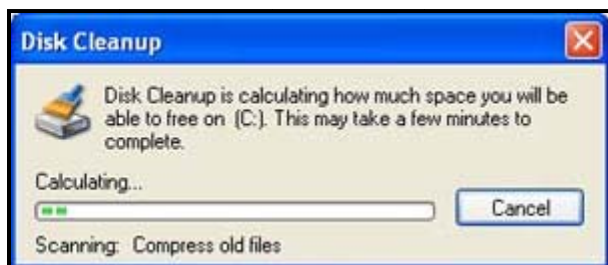 Disk Cleanup
Disk Cleanup is calculating how much space you will be
able to free on (C:). This may take a few minutes to
complete.
Calculating...
Cancel
Scanning: Compress old files